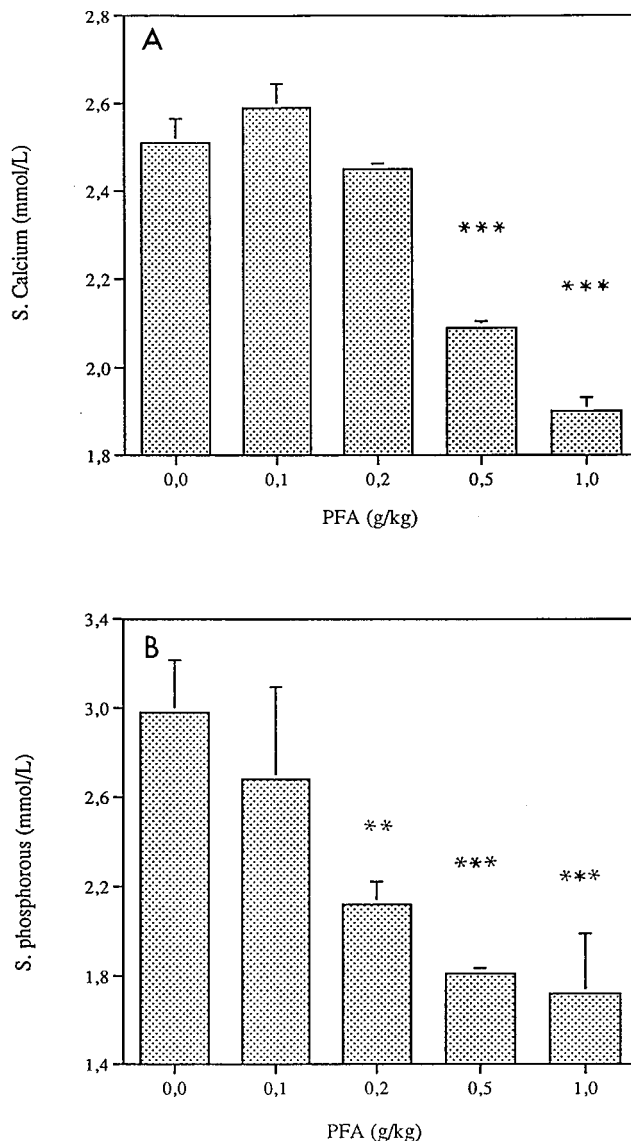 A
S. Calcium (mmol/L)
2,8
2,6
2,4
2,2
2,0
1,8
***
***
0,0 0,1 0,2 0,5 1,0
PFA (g/kg)
B
S. phosphorous (mmol/L)
3,4
3,0
2,6
2,2
1,8
1,4
**
***
***
0,0 0,1 0,2 0,5 1,0
PFA (g/kg)